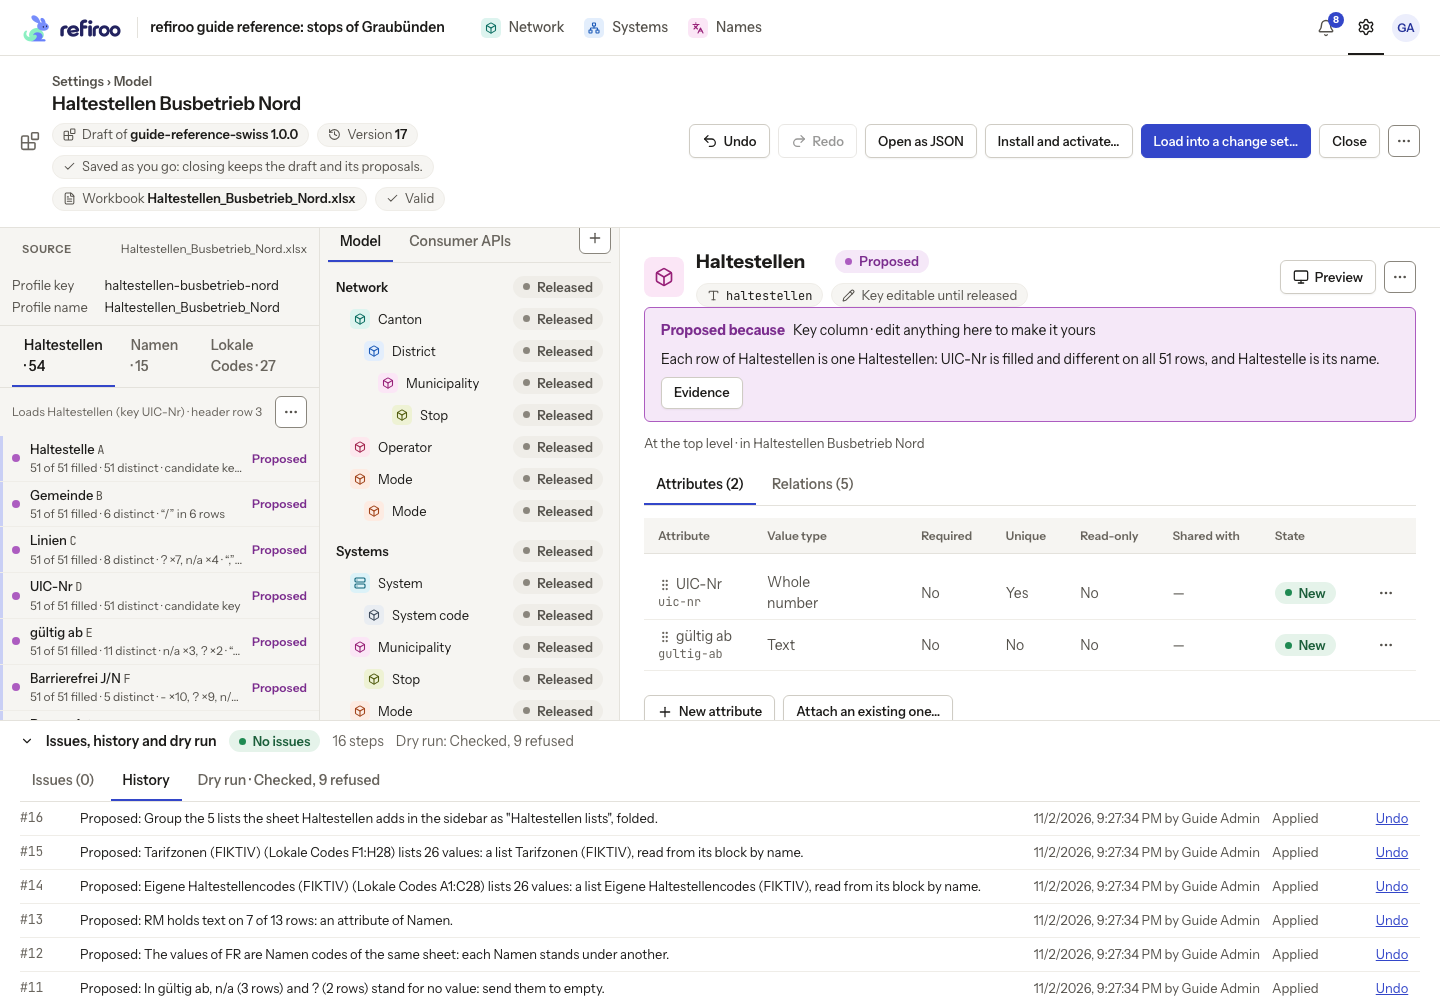 refiroo
refiroo guide reference: stops of Graubünden
Network
Systems
Names
8
GA
Settings › Model
Haltestellen Busbetrieb Nord
Draft of guide-reference-swiss 1.0.0
Version 17
Saved as you go: closing keeps the draft and its proposals.
Workbook Haltestellen_Busbetrieb_Nord.xlsx
Valid
Undo
Redo
Open as JSON
Install and activate...
Load into a change set...
Close
SOURCE
Haltestellen_Busbetrieb_Nord.xlsx
Profile key haltestellen-busbetrieb-nord
Profile name Haltestellen_Busbetrieb_Nord
Haltestellen · 54
Namen · 15
Lokale Codes · 27
Loads Haltestellen (key UIC-Nr) · header row 3
Haltestelle A
51 of 51 filled · 51 distinct · candidate ke...
Proposed
Gemeinde B
51 of 51 filled · 6 distinct · “/” in 6 rows
Proposed
Linien C
51 of 51 filled · 8 distinct · ? ×7, n/a ×4 · “,”...
Proposed
UIC-Nr D
51 of 51 filled · 51 distinct · candidate key
Proposed
gültig ab E
51 of 51 filled · 11 distinct · n/a ×3, ? ×2 · “...
Proposed
Barrierefrei J/N F
51 of 51 filled · 5 distinct · - ×10, ? ×9, n/...
Proposed
Model
Consumer APIs
Network Released
Canton Released
District Released
Municipality Released
Stop Released
Operator Released
Mode Released
Mode Released
Systems Released
System Released
System code Released
Municipality Released
Stop Released
Mode Released
Haltestellen
Proposed
haltestellen
Key editable until released
Preview
Proposed because Key column · edit anything here to make it yours
Each row of Haltestellen is one Haltestellen: UIC-Nr is filled and different on all 51 rows, and Haltestelle is its name.
Evidence
At the top level · in Haltestellen Busbetrieb Nord
Attributes (2)
Relations (5)
Attribute Value type Required Unique Read-only Shared with State
UIC-Nr Whole number No Yes No — New
uic-nr
gültig ab Text No No No — New
gultig-ab
New attribute
Attach an existing one...
Issues, history and dry run
No issues
16 steps
Dry run: Checked, 9 refused
Issues (0)
History
Dry run · Checked, 9 refused
#16 Proposed: Group the 5 lists the sheet Haltestellen adds in the sidebar as "Haltestellen lists", folded. 11/2/2026, 9:27:34 PM by Guide Admin Applied Undo
#15 Proposed: Tarifzonen (FIKTIV) (Lokale Codes F1:H28) lists 26 values: a list Tarifzonen (FIKTIV), read from its block by name. 11/2/2026, 9:27:34 PM by Guide Admin Applied Undo
#14 Proposed: Eigene Haltestellencodes (FIKTIV) (Lokale Codes A1:C28) lists 26 values: a list Eigene Haltestellencodes (FIKTIV), read from its block by name. 11/2/2026, 9:27:34 PM by Guide Admin Applied Undo
#13 Proposed: RM holds text on 7 of 13 rows: an attribute of Namen. 11/2/2026, 9:27:34 PM by Guide Admin Applied Undo
#12 Proposed: The values of FR are Namen codes of the same sheet: each Namen stands under another. 11/2/2026, 9:27:34 PM by Guide Admin Applied Undo
#11 Proposed: In gültig ab, n/a (3 rows) and ? (2 rows) stand for no value: send them to empty. 11/2/2026, 9:27:34 PM by Guide Admin Applied Undo